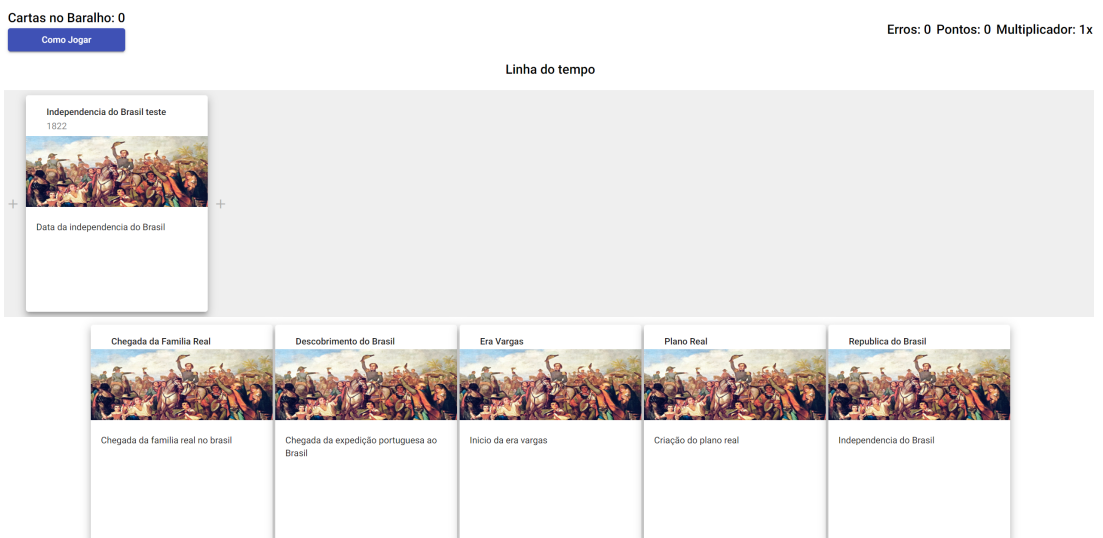 Cartas no Baralho: 0
Como Jogar
Erros: 0 Pontos: 0 Multiplicador: 1x
Linha do tempo
Independencia do Brasil teste
1822
+
+
Data da independencia do Brasil
Chegada da Familia Real
Chegada da familia real no brasil
Descobrimento do Brasil
Chegada da expedição portuguesa ao
Brasil
Era Vargas
Inicio da era vargas
Plano Real
Criação do plano real
Republica do Brasil
Independencia do Brasil